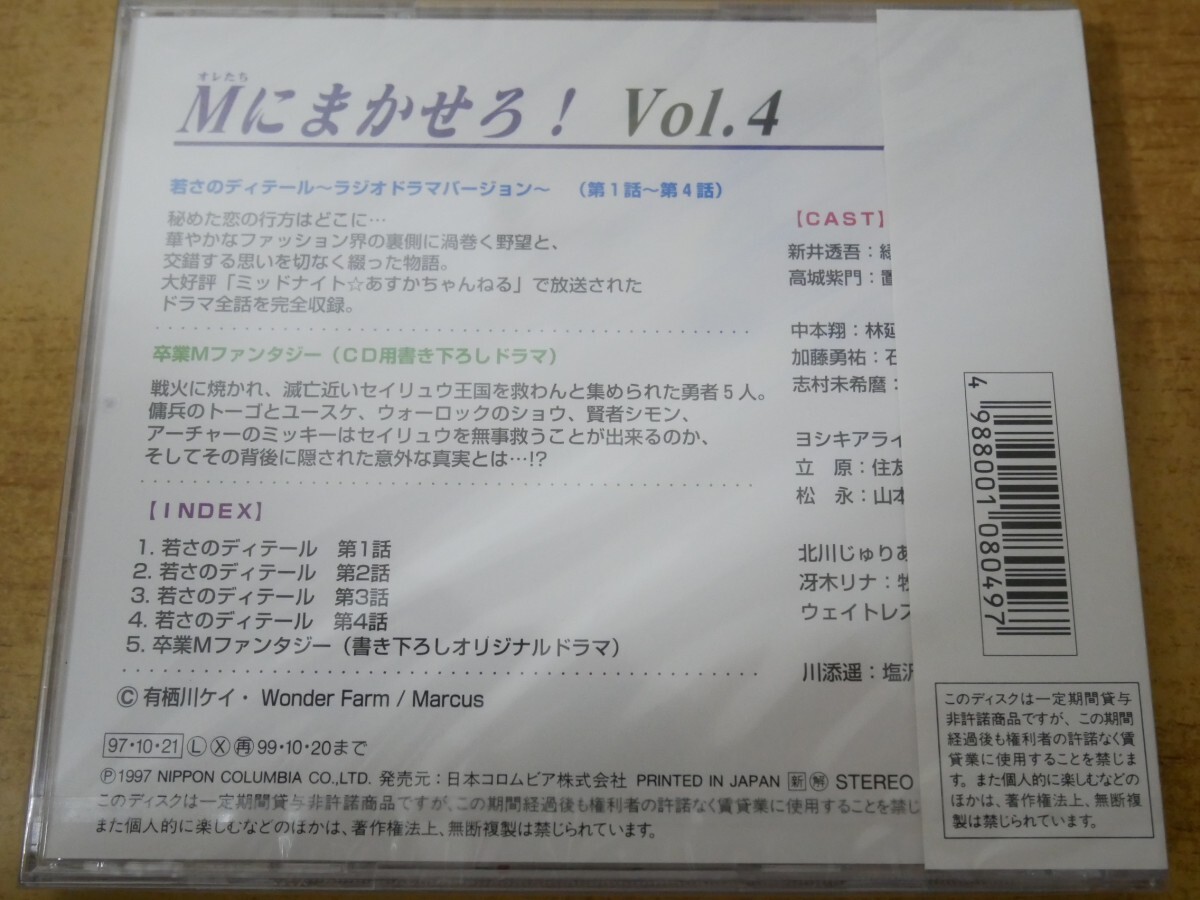 オレたち
Mにまかせろ! Vol.4
若さのディテール〜ラジオドラマバージョン〜 (第1話〜第4話)
秘めた恋の行方はどこに…
華やかなファッション界の裏側に渦巻く野望と、
交錯する思いを切なく綴った物語。
大好評「ミッドナイト☆あすかちゃんねる」で放送された
ドラマ全話を完全収録。
卒業Mファンタジー(CD用書き下ろしドラマ)
戦火に焼かれ、滅亡近いセイリュウ王国を救わんと集められた勇者5人。
傭兵のトーゴとユースケ、ウォーロックのショウ、賢者シモン、
アーチャーのミッキーはセイリュウを無事救うことが出来るのか、
そしてその背後に隠された意外な真実とは…!?
【INDEX】
1. 若さのディテール 第1話
2. 若さのディテール 第2話
3. 若さのディテール 第3話
4. 若さのディテール 第4話
5. 卒業Mファンタジー(書き下ろしオリジナルドラマ)
© 有栖川ケイ・Wonder Farm / Marcus
97・10・21 Ⓛ Ⓧ 再 99・10・20まで
Ⓟ1997 NIPPON COLUMBIA CO.,LTD. 発売元:日本コロムビア株式会社 PRINTED IN JAPAN 新 解 STEREO
このディスクは一定期間貸与非許諾商品ですが、この期間経過後も権利者の許諾なく賃貸業に使用することを禁じ
また個人的に楽しむなどのほかは、著作権法上、無断複製は禁じられています。
【CAST】
新井透吾:緑
高城紫門:置
中本翔:林延
加藤勇祐:石
志村未希麿:
ヨシキアライ
立 原:住友
松 永:山本
北川じゅりあ
冴木リナ:牧
ウェイトレス
川添遥:塩沢
4 988001 080497
このディスクは一定期間貸与
非許諾商品ですが、この期間
経過後も権利者の許諾なく賃
貸業に使用することを禁じま
す。また個人的に楽しむなどの
ほかは、著作権法上、無断複
製は禁じられています。